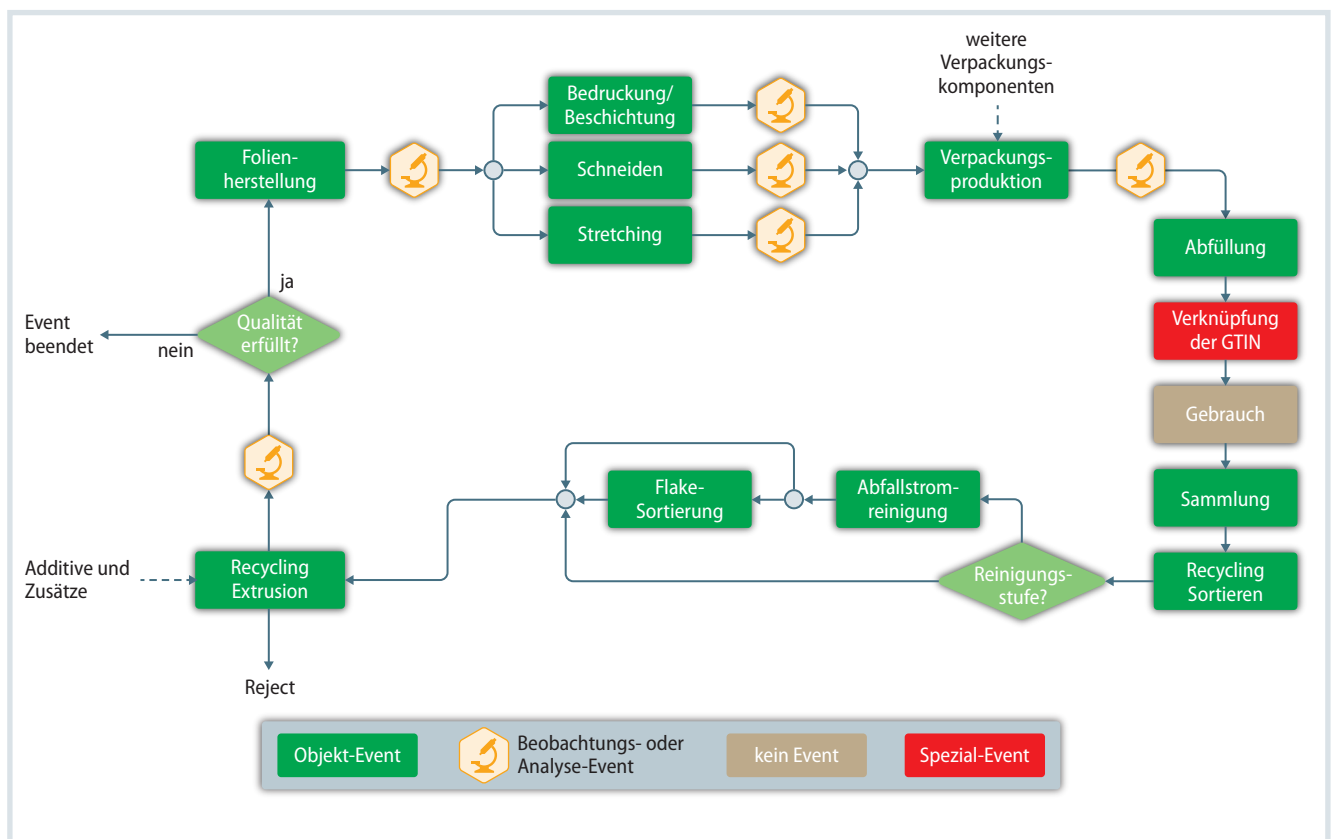 weitere
Verpackungs-
komponenten
Bedruckung/
Beschichtung
Folien-
herstellung
Schneiden
Verpackungs-
produktion
Stretching
Abfüllung
ja
Event
beendet
nein
Qualität
erfüllt?
Verknüpfung
der GTIN
Gebrauch
Flake-
Sortierung
Abfallstrom-
reinigung
Sammlung
Additive und
Zusätze
Recycling
Extrusion
Reinigungs-
stufe?
Recycling
Sortieren
Reject
Objekt-Event
Beobachtungs- oder
Analyse-Event
kein Event
Spezial-Event